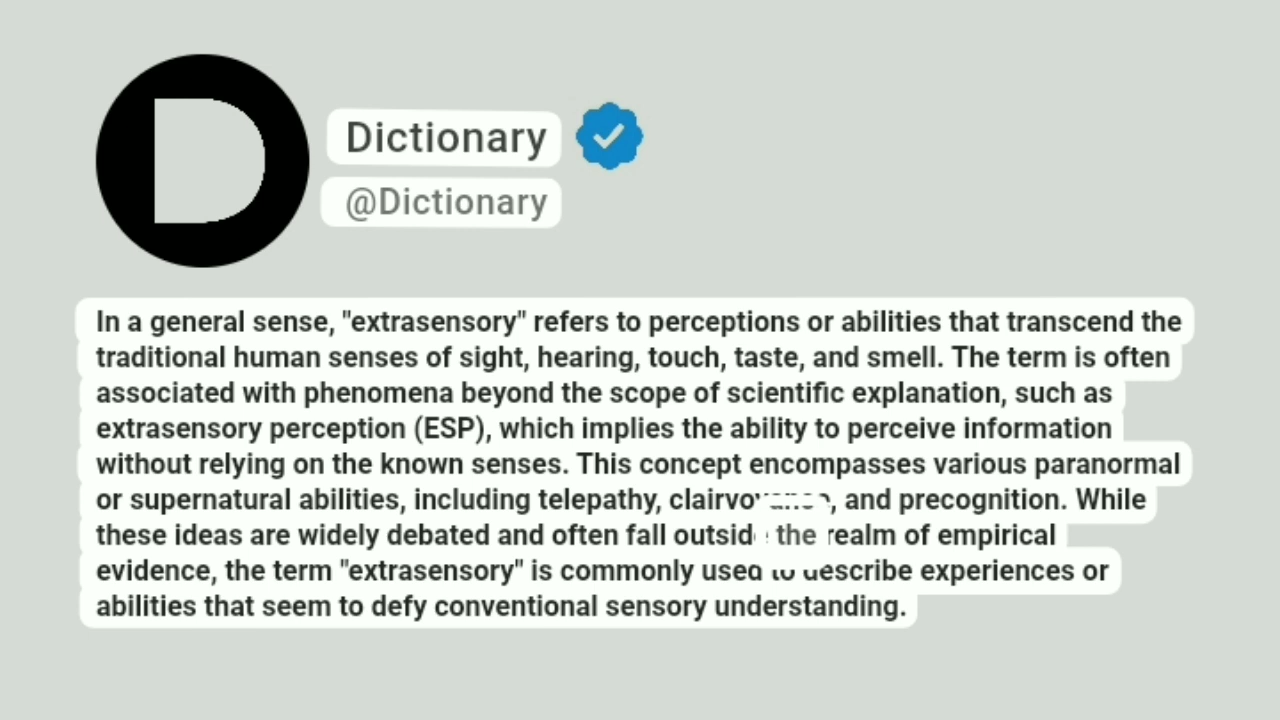 D
Dictionary
@Dictionary
In a general sense, "extrasensory" refers to perceptions or abilities that transcend the
traditional human senses of sight, hearing, touch, taste, and smell. The term is often
associated with phenomena beyond the scope of scientific explanation, such as
extrasensory perception (ESP), which implies the ability to perceive information
without relying on the known senses. This concept encompasses various paranormal
or supernatural abilities, including telepathy, clairvoyance, and precognition. While
these ideas are widely debated and often fall outside the realm of empirical
evidence, the term "extrasensory" is commonly used to describe experiences or
abilities that seem to defy conventional sensory understanding.